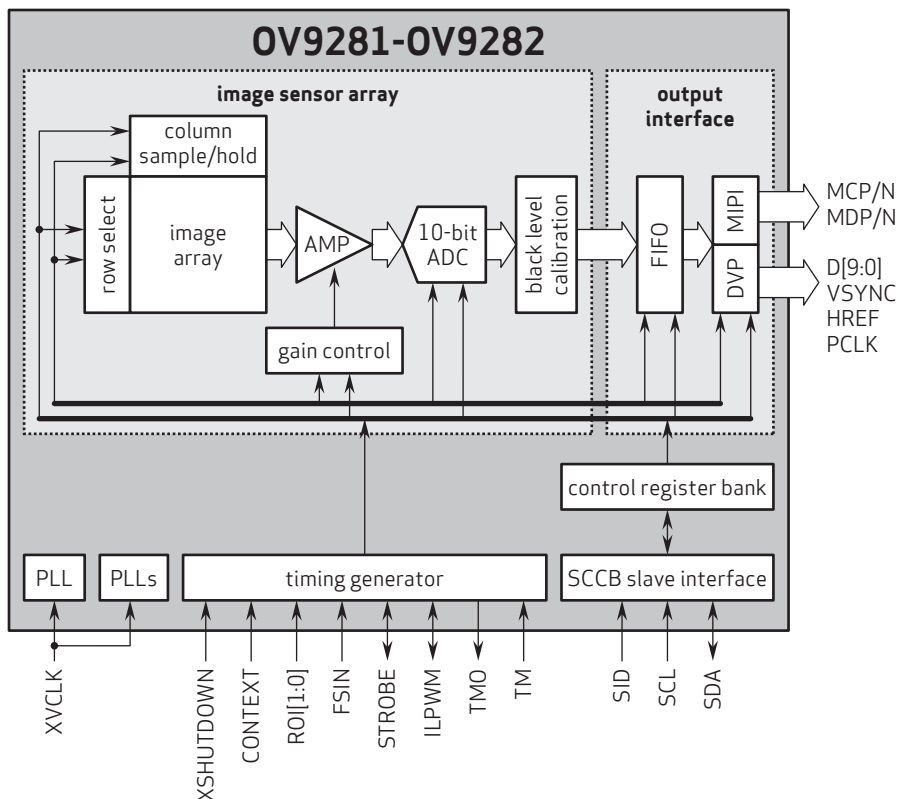 OV9281-OV9282
image sensor array
output
interface
column
sample/hold
row select
image
array
AMP
10-bit
ADC
black level
calibration
FIFO
MIPI
DVP
MCP/N
MDP/N
D[9:0]
VSYNC
HREF
PCLK
gain control
control register bank
PLL
PLLs
timing generator
SCCB slave interface
XVCLK
XSHUTDOWN
CONTEXT
ROI[1:0]
FSIN
STROBE
ILPWM
TMO
TM
SID
SCL
SDA